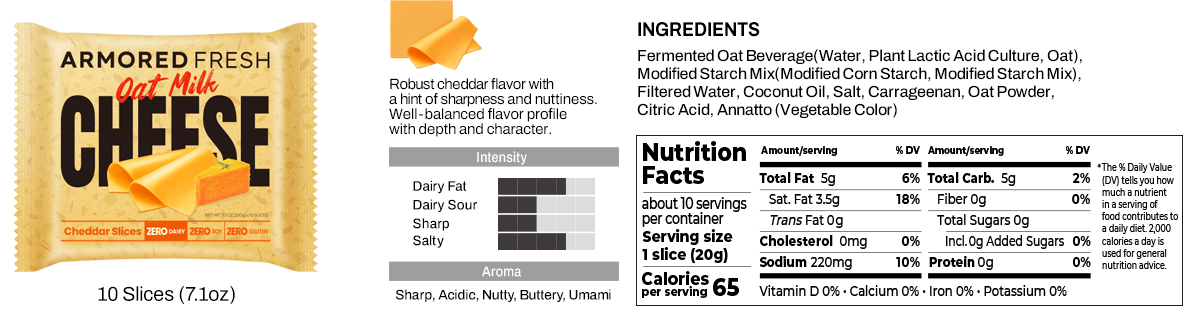 ARMORED FRESH
Oat Milk
CHEESE
NET WT. 7.1 OZ (200g) • 10 SLICES
Cheddar Slices ZERO DAIRY ZERO SOY ZERO GLUTEN
10 Slices (7.1oz)
Robust cheddar flavor with
a hint of sharpness and nuttiness.
Well-balanced flavor profile
with depth and character.
Intensity
Dairy Fat
Dairy Sour
Sharp
Salty
Aroma
Sharp, Acidic, Nutty, Buttery, Umami
INGREDIENTS
Fermented Oat Beverage(Water, Plant Lactic Acid Culture, Oat),
Modified Starch Mix(Modified Corn Starch, Modified Starch Mix),
Filtered Water, Coconut Oil, Salt, Carrageenan, Oat Powder,
Citric Acid, Annatto (Vegetable Color)
Nutrition
Facts
about 10 servings
per container
Serving size
1 slice (20g)
Calories
per serving 65
Amount/serving % DV
Total Fat 5g 6%
Sat. Fat 3.5g 18%
Trans Fat 0g
Cholesterol 0mg 0%
Sodium 220mg 10%
Amount/serving % DV
Total Carb. 5g 2%
Fiber 0g 0%
Total Sugars 0g
Incl.0g Added Sugars 0%
Protein 0g 0%
Vitamin D 0% • Calcium 0% • Iron 0% • Potassium 0%
*The % Daily Value
(DV) tells you how
much a nutrient
in a serving of
food contributes to
a daily diet. 2,000
calories a day is
used for general
nutrition advice.